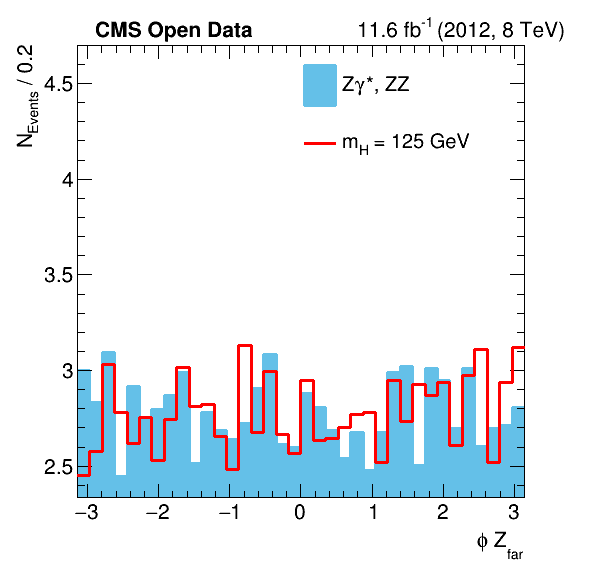 CMS Open Data 11.6 fb-1 (2012, 8 TeV)
NEvents / 0.2
Zγ*, ZZ
mH = 125 GeV
4.5
4
3.5
3
2.5
−3 −2 −1 0 1 2 3
ϕ Zfar